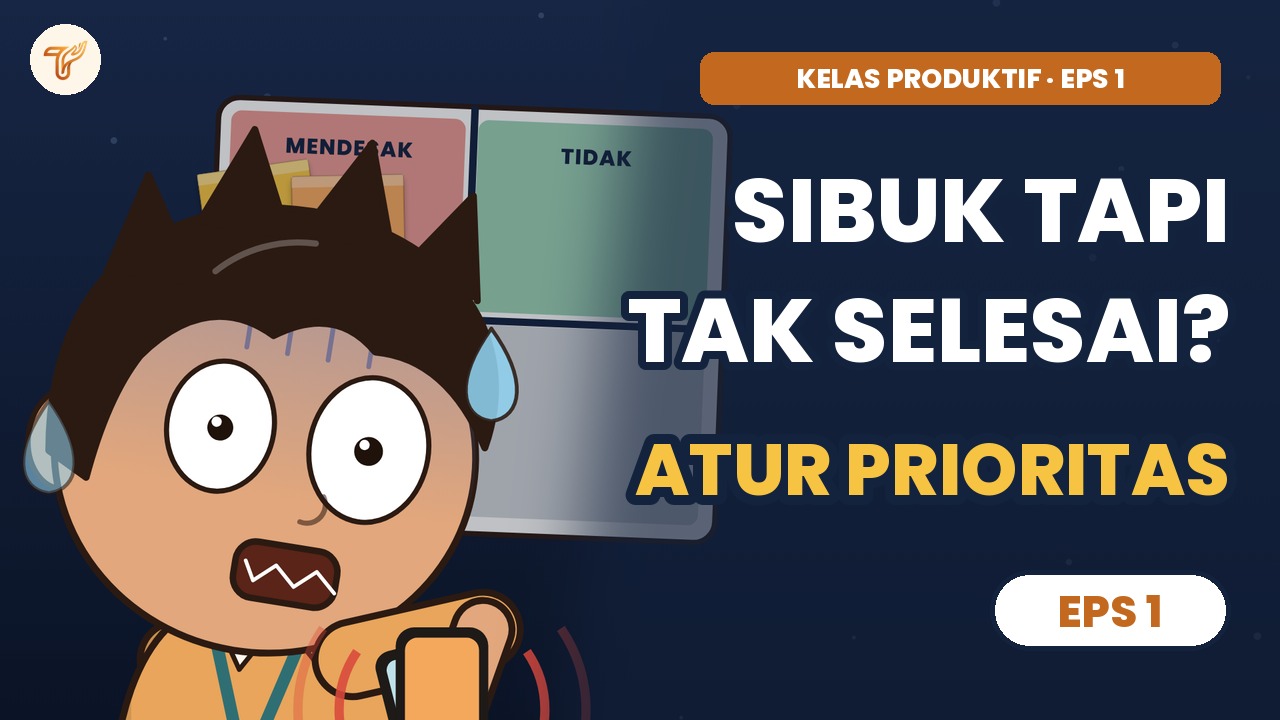 KELAS PRODUKTIF · EPS 1
MENDESAK
TIDAK
SIBUK TAPI
TAK SELESAI?
ATUR PRIORITAS
EPS 1